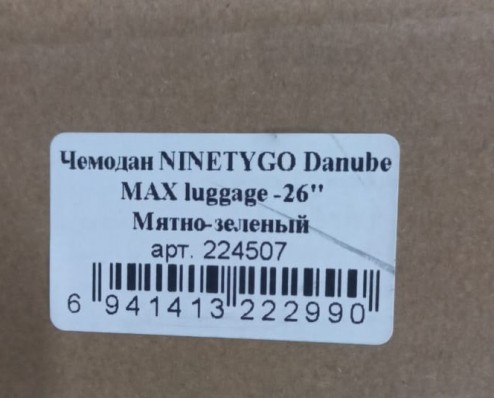 Чемодан NINETYGO Danube
MAX luggage -26"
Мятно-зеленый
арт. 224507
6 941413 222990